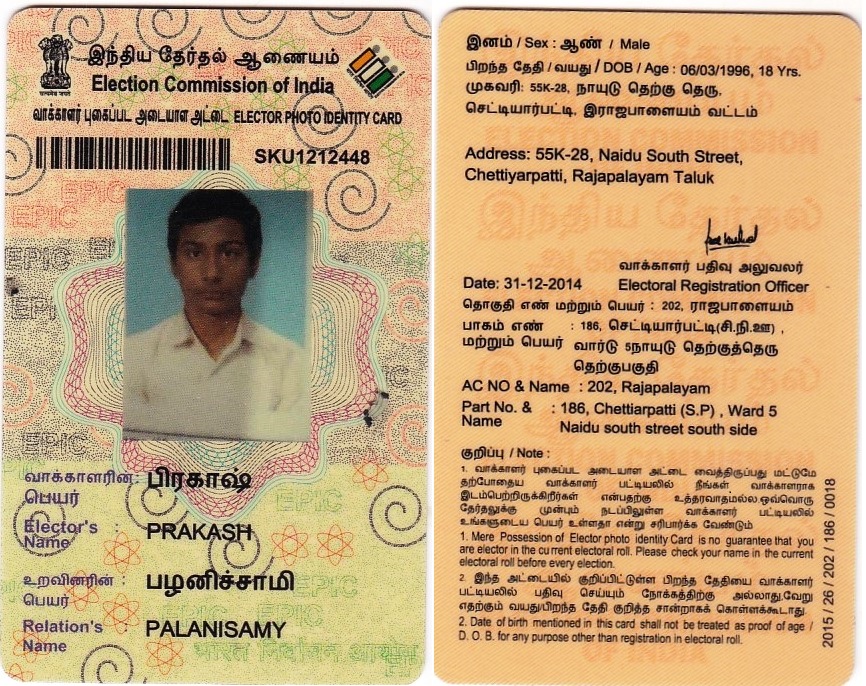 இந்திய தேர்தல் ஆணையம்
Election Commission of India
வாக்காளர் புகைப்பட அடையாள அட்டை ELECTOR PHOTO IDENTITY CARD
SKU1212448
EPIC
EPIC
வாக்காளரின் : பிரகாஷ்
பெயர்
Elector's : PRAKASH
Name
உறவினரின் : பழனிச்சாமி
பெயர்
Relation's : PALANISAMY
Name
भारत निर्वाचन आयोग
இனம் / Sex : ஆண் / Male
பிறந்த தேதி / வயது / DOB / Age : 06/03/1996, 18 Yrs.
முகவரி: 55K-28, நாயுடு தெற்கு தெரு,
செட்டியார்பட்டி, இராஜபாளையம் வட்டம்
Address: 55K-28, Naidu South Street,
Chettiyarpatti, Rajapalayam Taluk
வாக்காளர் பதிவு அலுவலர்
Date: 31-12-2014 Electoral Registration Officer
தொகுதி எண் மற்றும் பெயர் : 202, ராஜபாளையம்
பாகம் எண் : 186, செட்டியார்பட்டி(சி.நி.ஊ) ,
மற்றும் பெயர் வார்டு 5நாயுடு தெற்குத்தெரு
தெற்குபகுதி
AC NO & Name : 202, Rajapalayam
Part No. & : 186, Chettiarpatti (S.P) , Ward 5
Name Naidu south street south side
குறிப்பு / Note :
1. வாக்காளர் புகைப்பட அடையாள அட்டை வைத்திருப்பது மட்டுமே
தற்போதைய வாக்காளர் பட்டியலில் நீங்கள் வாக்காளராக
இடம்பெற்றிருக்கிறீர்கள் என்பதற்கு உத்தரவாதமல்ல.ஒவ்வொரு
தேர்தலுக்கு முன்பும் நடப்பிலுள்ள வாக்காளர் பட்டியலில்
உங்களுடைய பெயர் உள்ளதா என்று சரிபார்க்க வேண்டும்
1. Mere Possession of Elector photo identity Card is no guarantee that you
are elector in the current electoral roll. Please check your name in the current
electoral roll before every election.
2. இந்த அட்டையில் குறிப்பிட்டுள்ள பிறந்த தேதியை வாக்காளர்
பட்டியலில் பதிவு செய்யும் நோக்கத்திற்கு அல்லாது.வேறு
எதற்கும் வயது/பிறந்த தேதி குறித்த சான்றாகக் கொள்ளக்கூடாது.
2. Date of birth mentioned in this card shall not be treated as proof of age /
D. O. B. for any purpose other than registration in electoral roll.
2015 / 26 / 202 / 186 / 0018